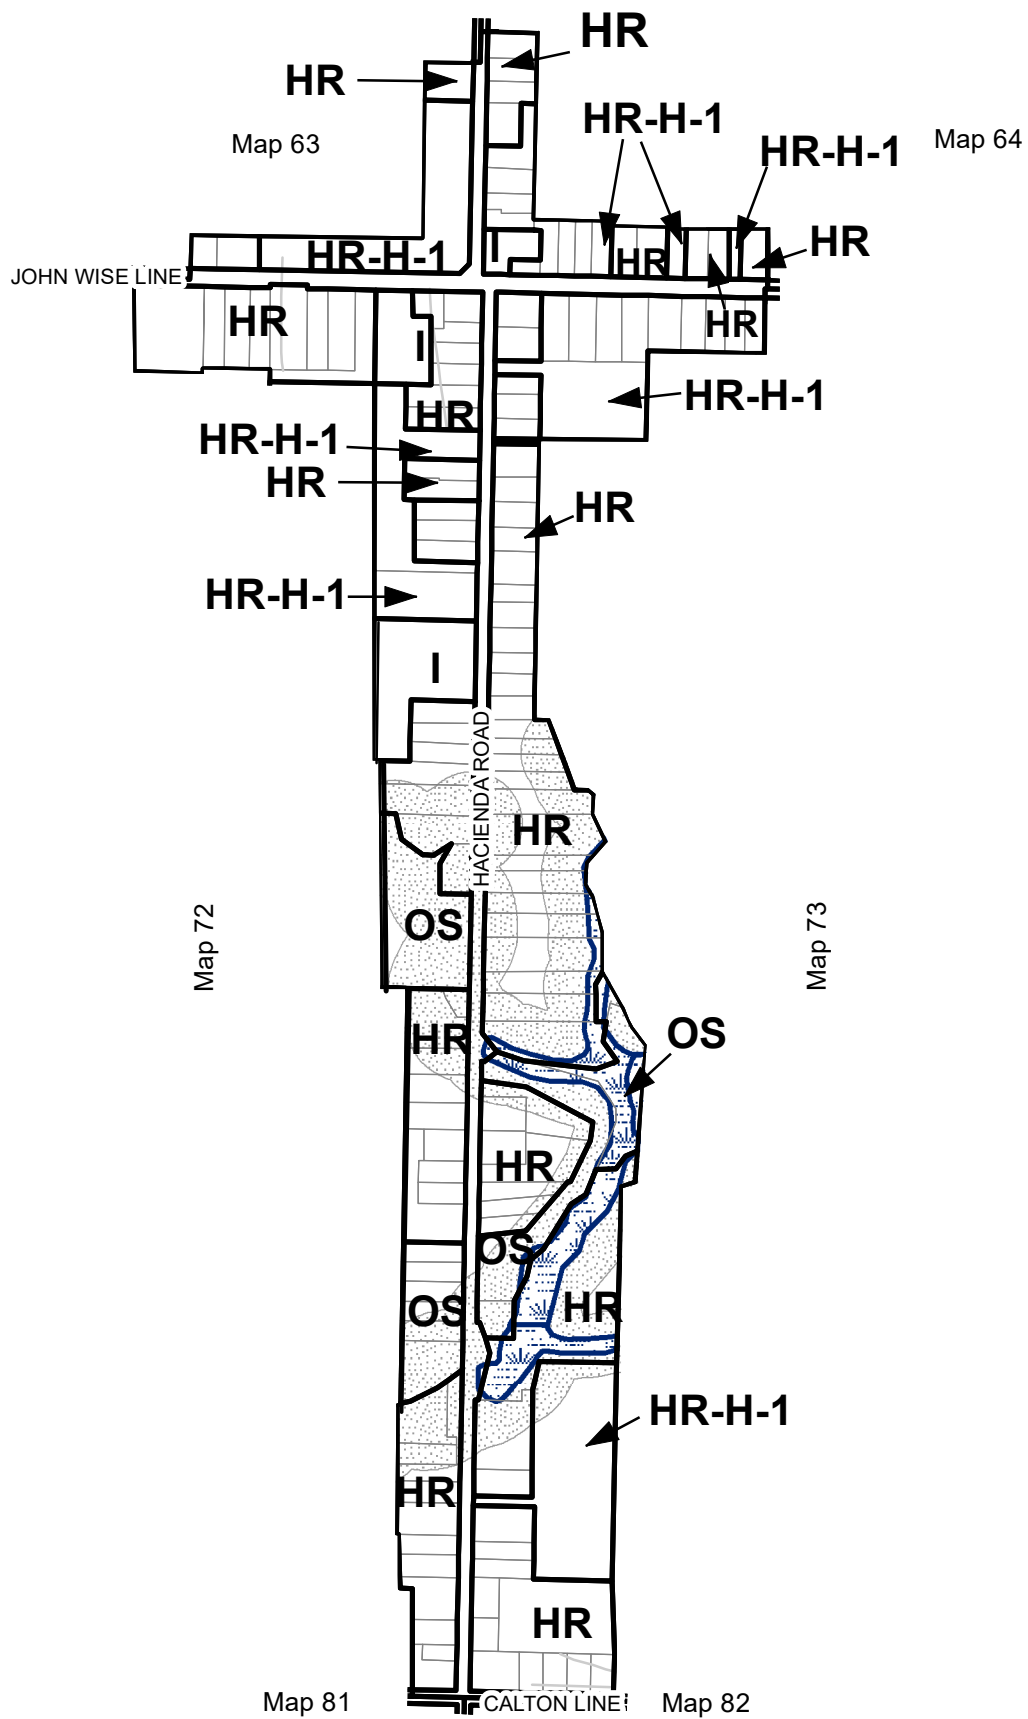 HR
HR
HR-H-1
Map 63
Map 64
HR-H-1
HR
I
HR-H-1
HR
JOHN WISE LINE
HR
HR
I
HR-H-1
HR
HR-H-1
HR
HR
HR-H-1
I
HACIENDA ROAD
HR
OS
Map 72
Map 73
HR
OS
HR
OS
OS
HR
HR-H-1
HR
HR
Map 81
CALTON LINE
Map 82